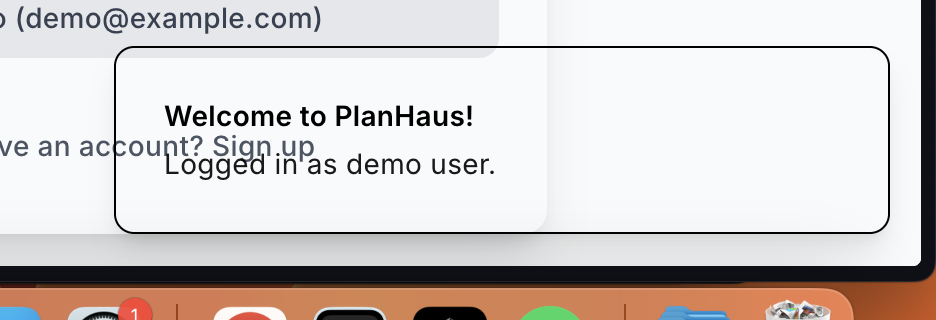 o (demo@example.com)
Welcome to PlanHaus!
ve an account? Sign up
Logged in as demo user.
1